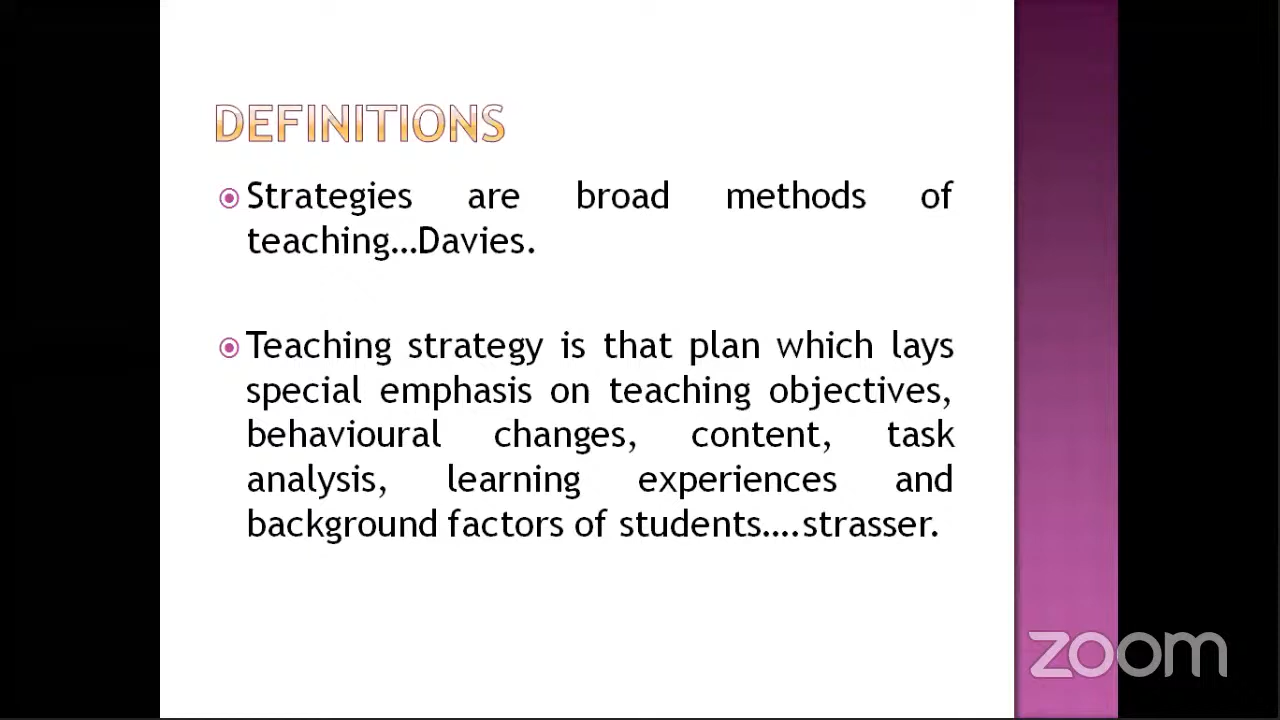 DEFINITIONS
Strategies are broad methods of
teaching...Davies.
Teaching strategy is that plan which lays
special emphasis on teaching objectives,
behavioural changes, content, task
analysis, learning experiences and
background factors of students....strasser.
zoom